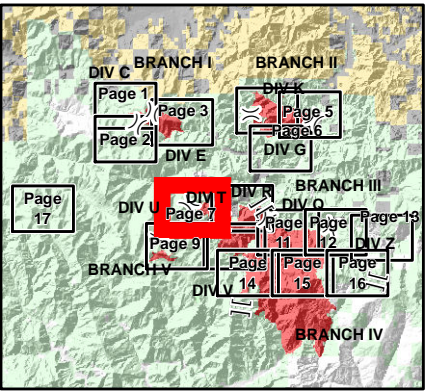 BRANCH I
BRANCH II
DIV C
DIV K
Page 1
Page 3
Page 5
Page 6
Page 2
DIV E
DIV G
BRANCH III
Page
17
DIV U
DIV T
DIV R
DIV Q
Page 7
Page 13
Page
11
Page
12
Page 9
DIV Z
BRANCH V
DIV V
Page
14
Page
15
Page
16
BRANCH IV